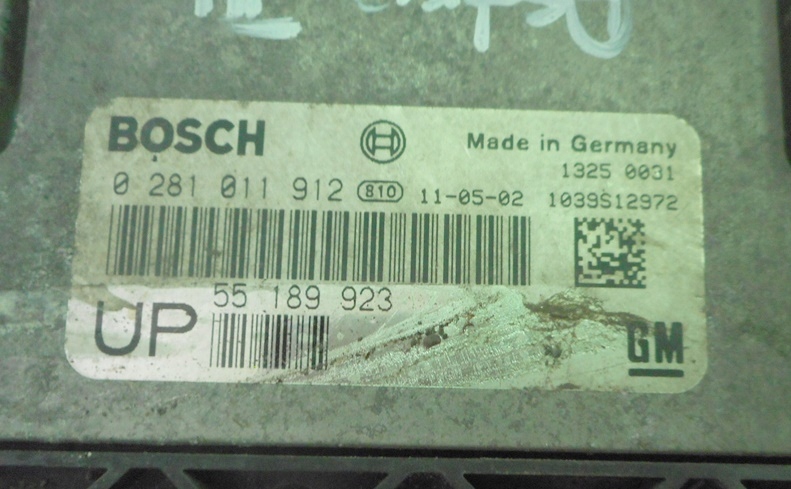 BOSCH
Made in Germany
1325 0031
0 281 011 912 810 11-05-02 1039S12972
55 189 923
UP
GM